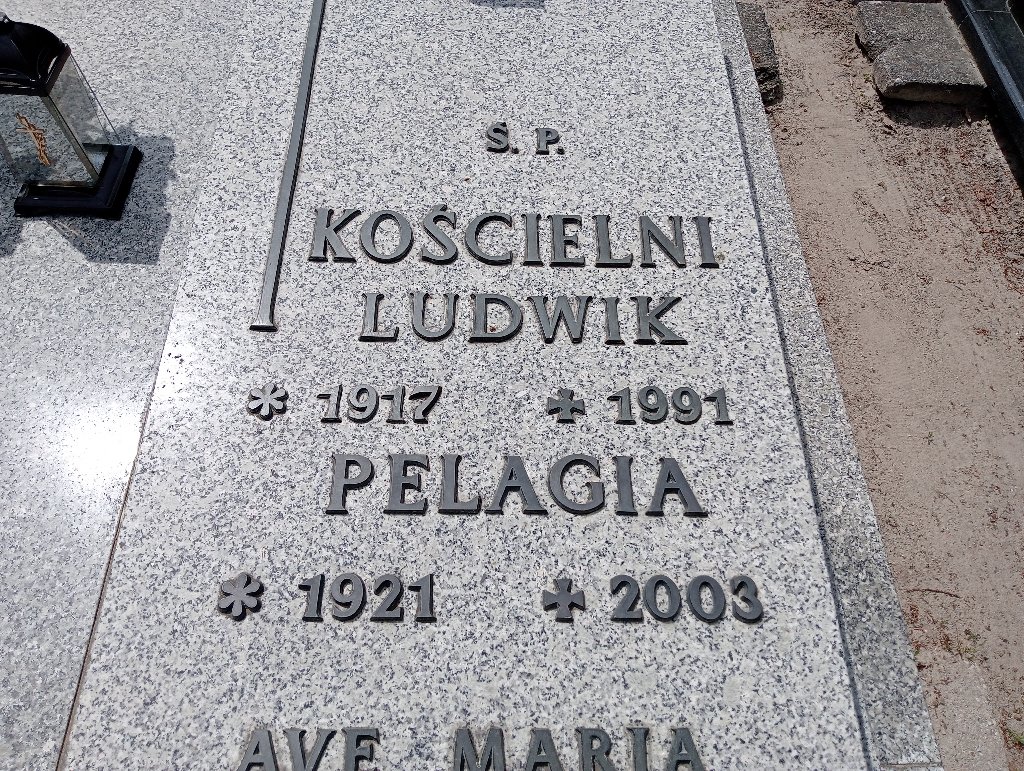 Ś. P.
KOŚCIELNI
LUDWIK
* 1917 ✚ 1991
PELAGIA
* 1921 ✚ 2003
AVE MARIA